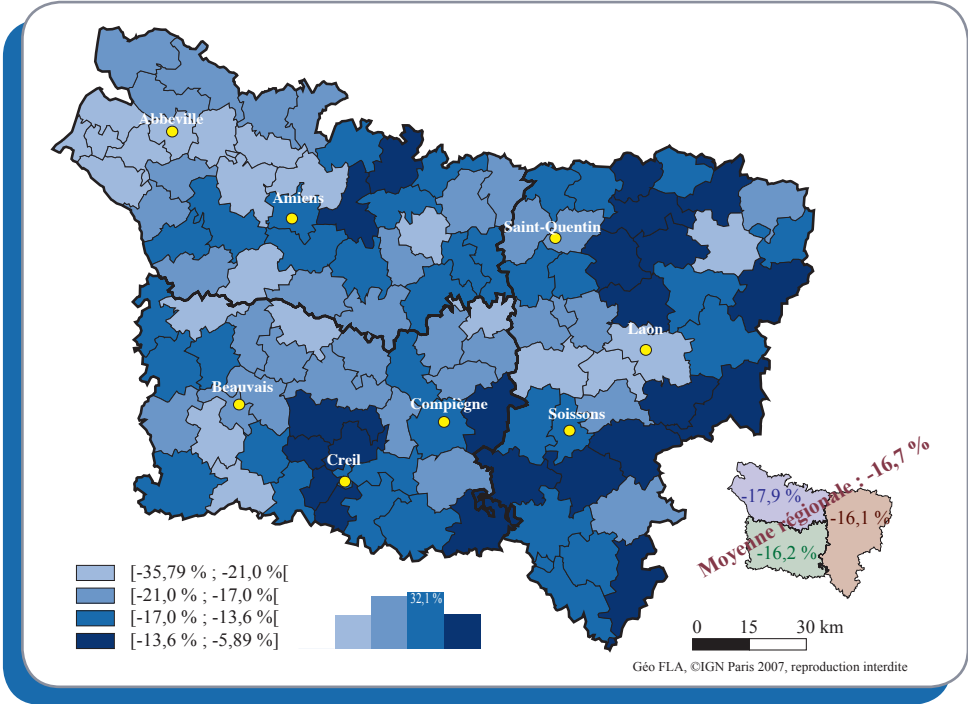 Abbeville
Amiens
Saint-Quentin
Laon
Beauvais
Compiègne
Soissons
Creil
Moyenne régionale : -16,7 %
-17,9 %
-16,1 %
-16,2 %
[-35,79 % ; -21,0 %[
[-21,0 % ; -17,0 %[
[-17,0 % ; -13,6 %[
[-13,6 % ; -5,89 %]
32,1 %
0 15 30 km
Géo FLA, ©IGN Paris 2007, reproduction interdite